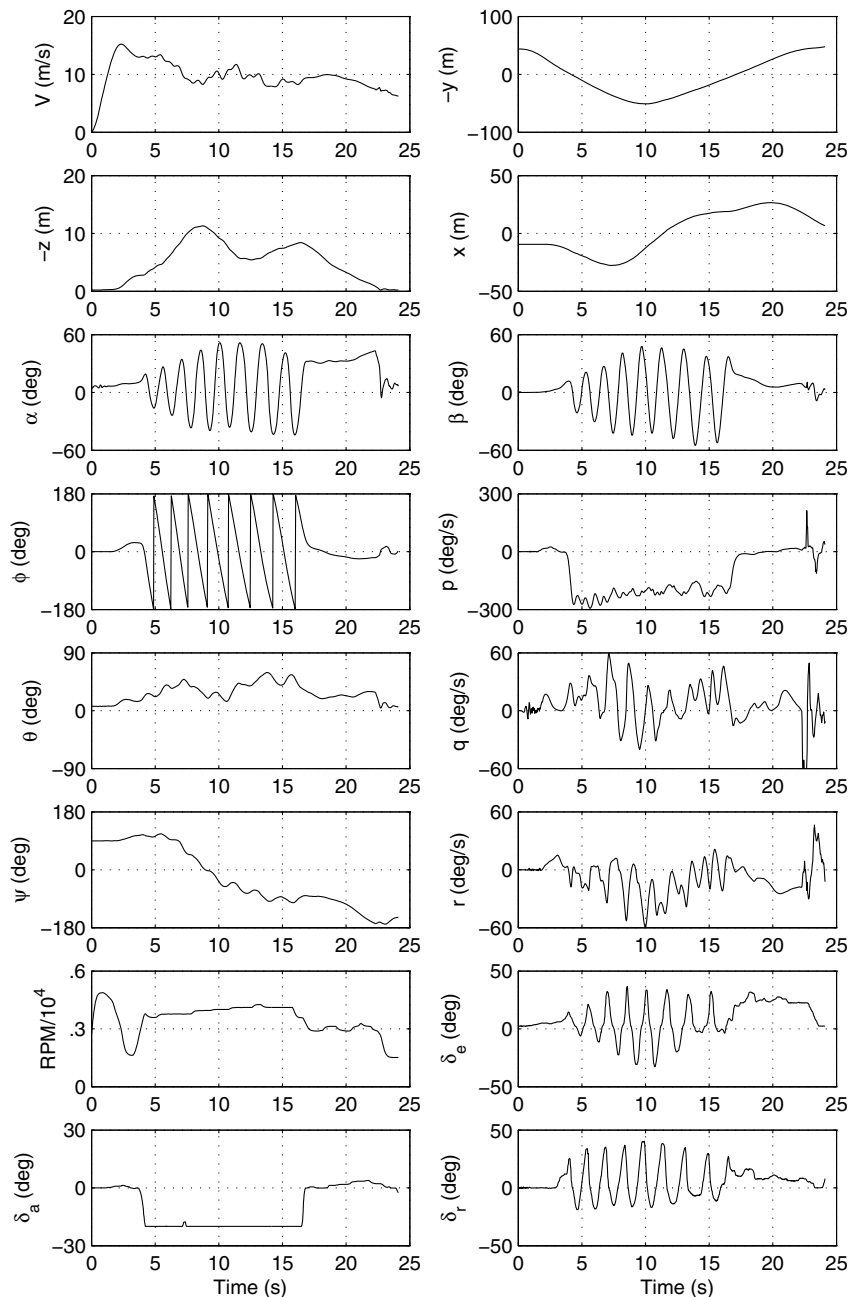 V (m/s)
20
10
0
0 5 10 15 20 25
-y (m)
-100
0
-100
0 5 10 15 20 25
-z (m)
20
10
0
0 5 10 15 20 25
x (m)
50
0
-50
0 5 10 15 20 25
α (deg)
60
0
-60
0 5 10 15 20 25
β (deg)
60
0
-60
0 5 10 15 20 25
ϕ (deg)
180
0
-180
0 5 10 15 20 25
p (deg/s)
300
0
-300
0 5 10 15 20 25
θ (deg)
90
0
-90
0 5 10 15 20 25
q (deg/s)
60
0
-60
0 5 10 15 20 25
ψ (deg)
180
0
-180
0 5 10 15 20 25
r (deg/s)
60
0
-60
0 5 10 15 20 25
RPM/10⁴
.6
.3
0
0 5 10 15 20 25
δe (deg)
50
0
-50
0 5 10 15 20 25
δa (deg)
30
0
-30
0 5 10 15 20 25
Time (s)
δr (deg)
50
0
-50
0 5 10 15 20 25
Time (s)